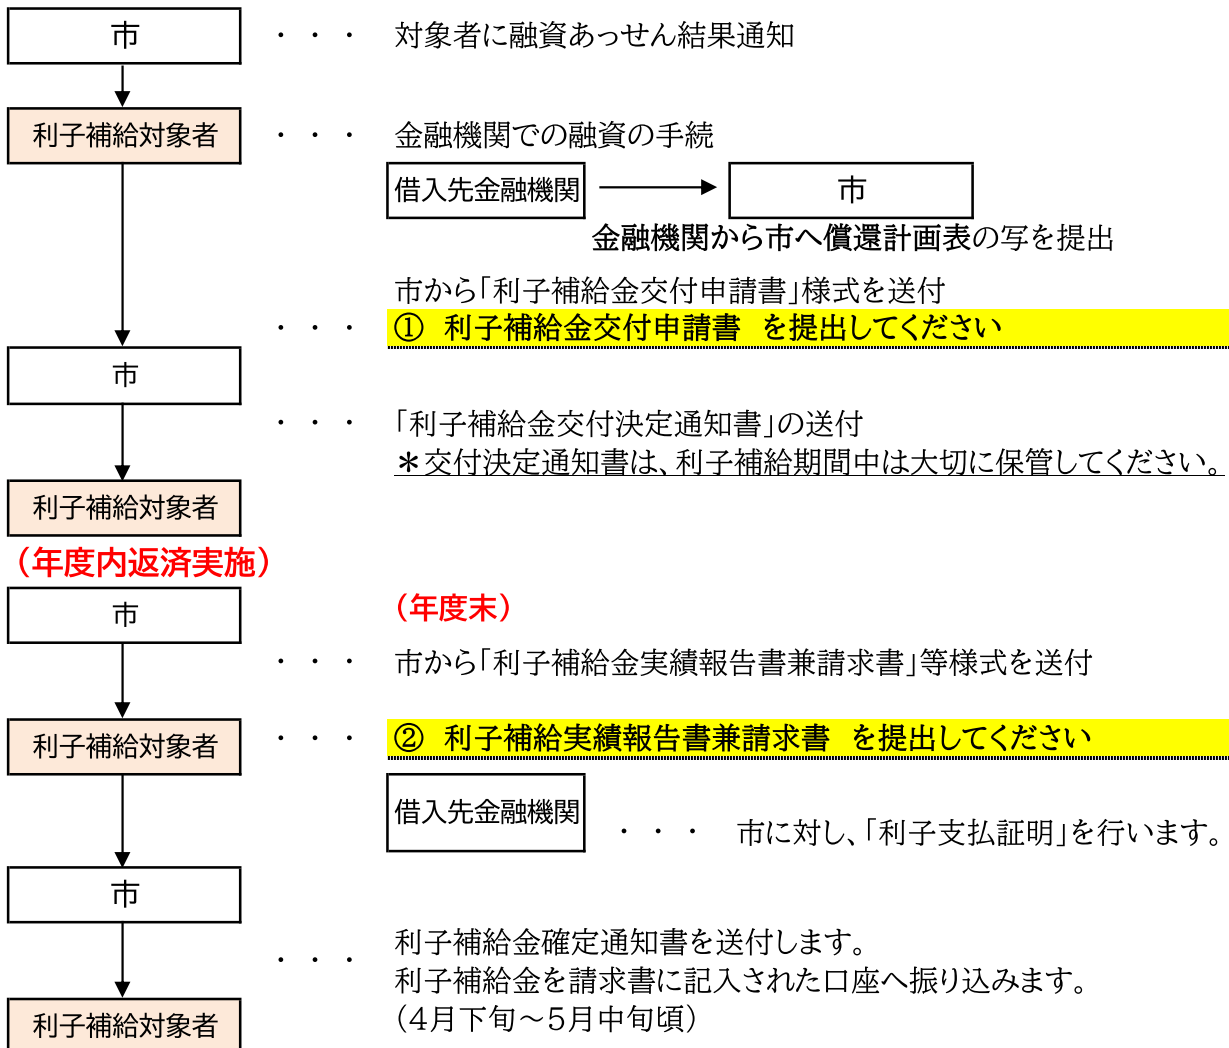 市 ・・・ 対象者に融資あっせん結果通知
利子補給対象者 ・・・ 金融機関での融資の手続
借入先金融機関 市
金融機関から市へ償還計画表の写を提出
市から「利子補給金交付申請書」様式を送付
・・・ ① 利子補給金交付申請書 を提出してください
市
・・・ 「利子補給金交付決定通知書」の送付
＊交付決定通知書は、利子補給期間中は大切に保管してください。
利子補給対象者
（年度内返済実施）
市 （年度末）
・・・ 市から「利子補給金実績報告書兼請求書」等様式を送付
利子補給対象者 ・・・ ② 利子補給実績報告書兼請求書 を提出してください
借入先金融機関 ・・・ 市に対し、「利子支払証明」を行います。
市
・・・ 利子補給金確定通知書を送付します。
利子補給金を請求書に記入された口座へ振り込みます。
利子補給対象者 （4月下旬～5月中旬頃）